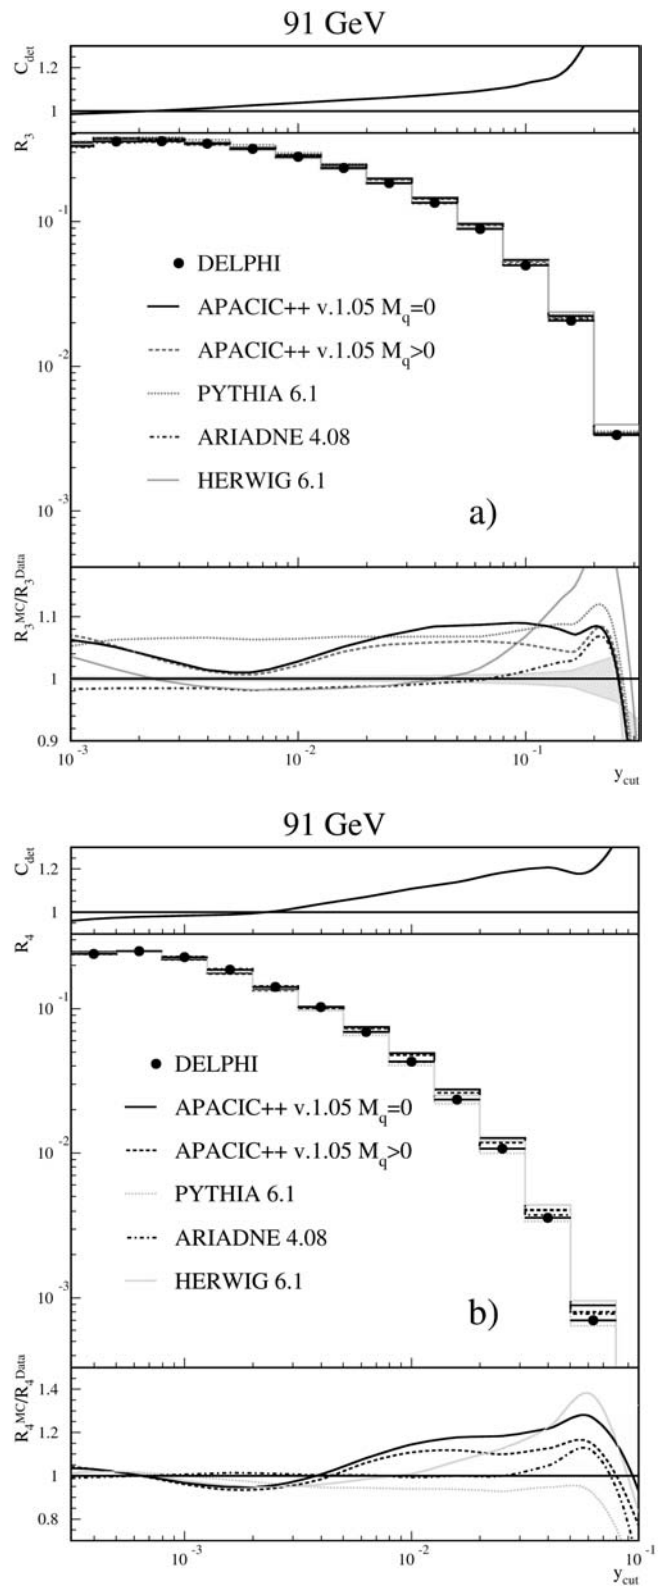 91 GeV
C_det
1.2
1
R_3
10^-1
DELPHI
APACIC++ v.1.05 M_q=0
APACIC++ v.1.05 M_q>0
10^-2
PYTHIA 6.1
ARIADNE 4.08
HERWIG 6.1
10^-3
a)
R_3^MC/R_3^Data
1.1
1
0.9
10^-3
10^-2
10^-1
y_cut
91 GeV
C_det
1.2
1
R_4
10^-1
DELPHI
APACIC++ v.1.05 M_q=0
APACIC++ v.1.05 M_q>0
10^-2
PYTHIA 6.1
ARIADNE 4.08
HERWIG 6.1
10^-3
b)
R_4^MC/R_4^Data
1.4
1.2
1
0.8
10^-3
10^-2
10^-1
y_cut